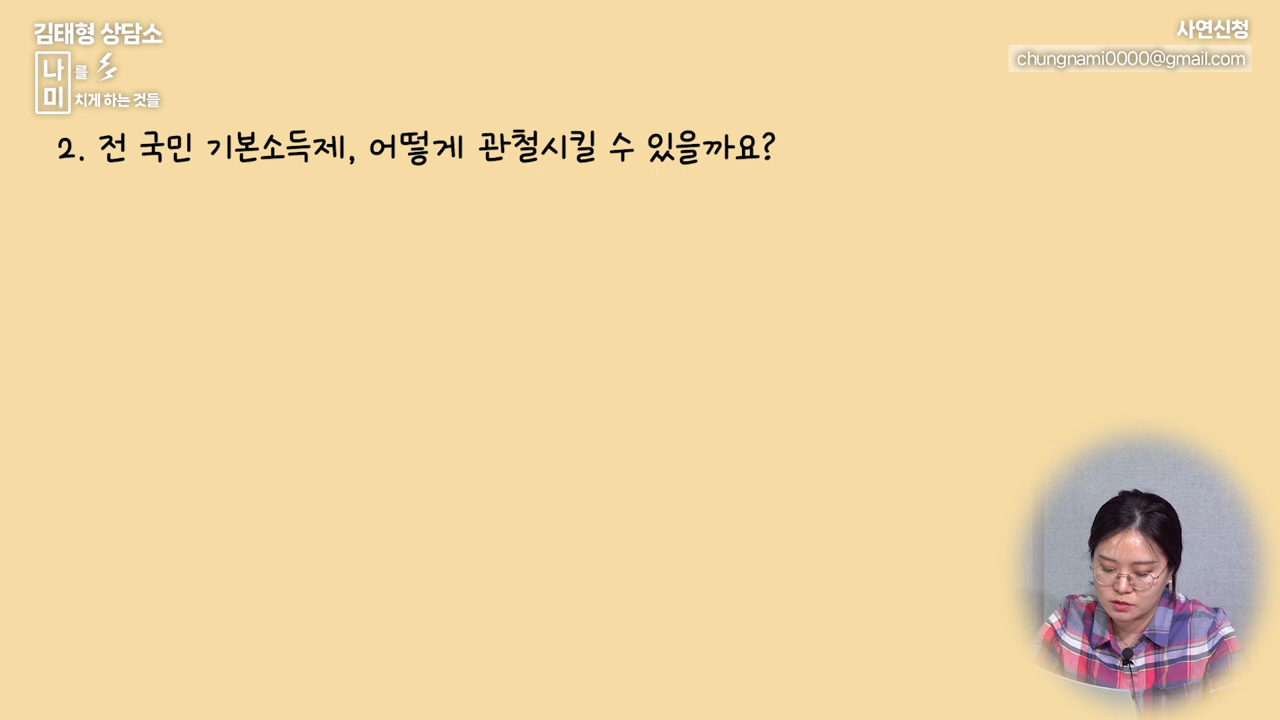 김태형 상담소
나를
미치게 하는 것들
사연신청
chungnami0000@gmail.com
2. 전 국민 기본소득제, 어떻게 관철시킬 수 있을까요?